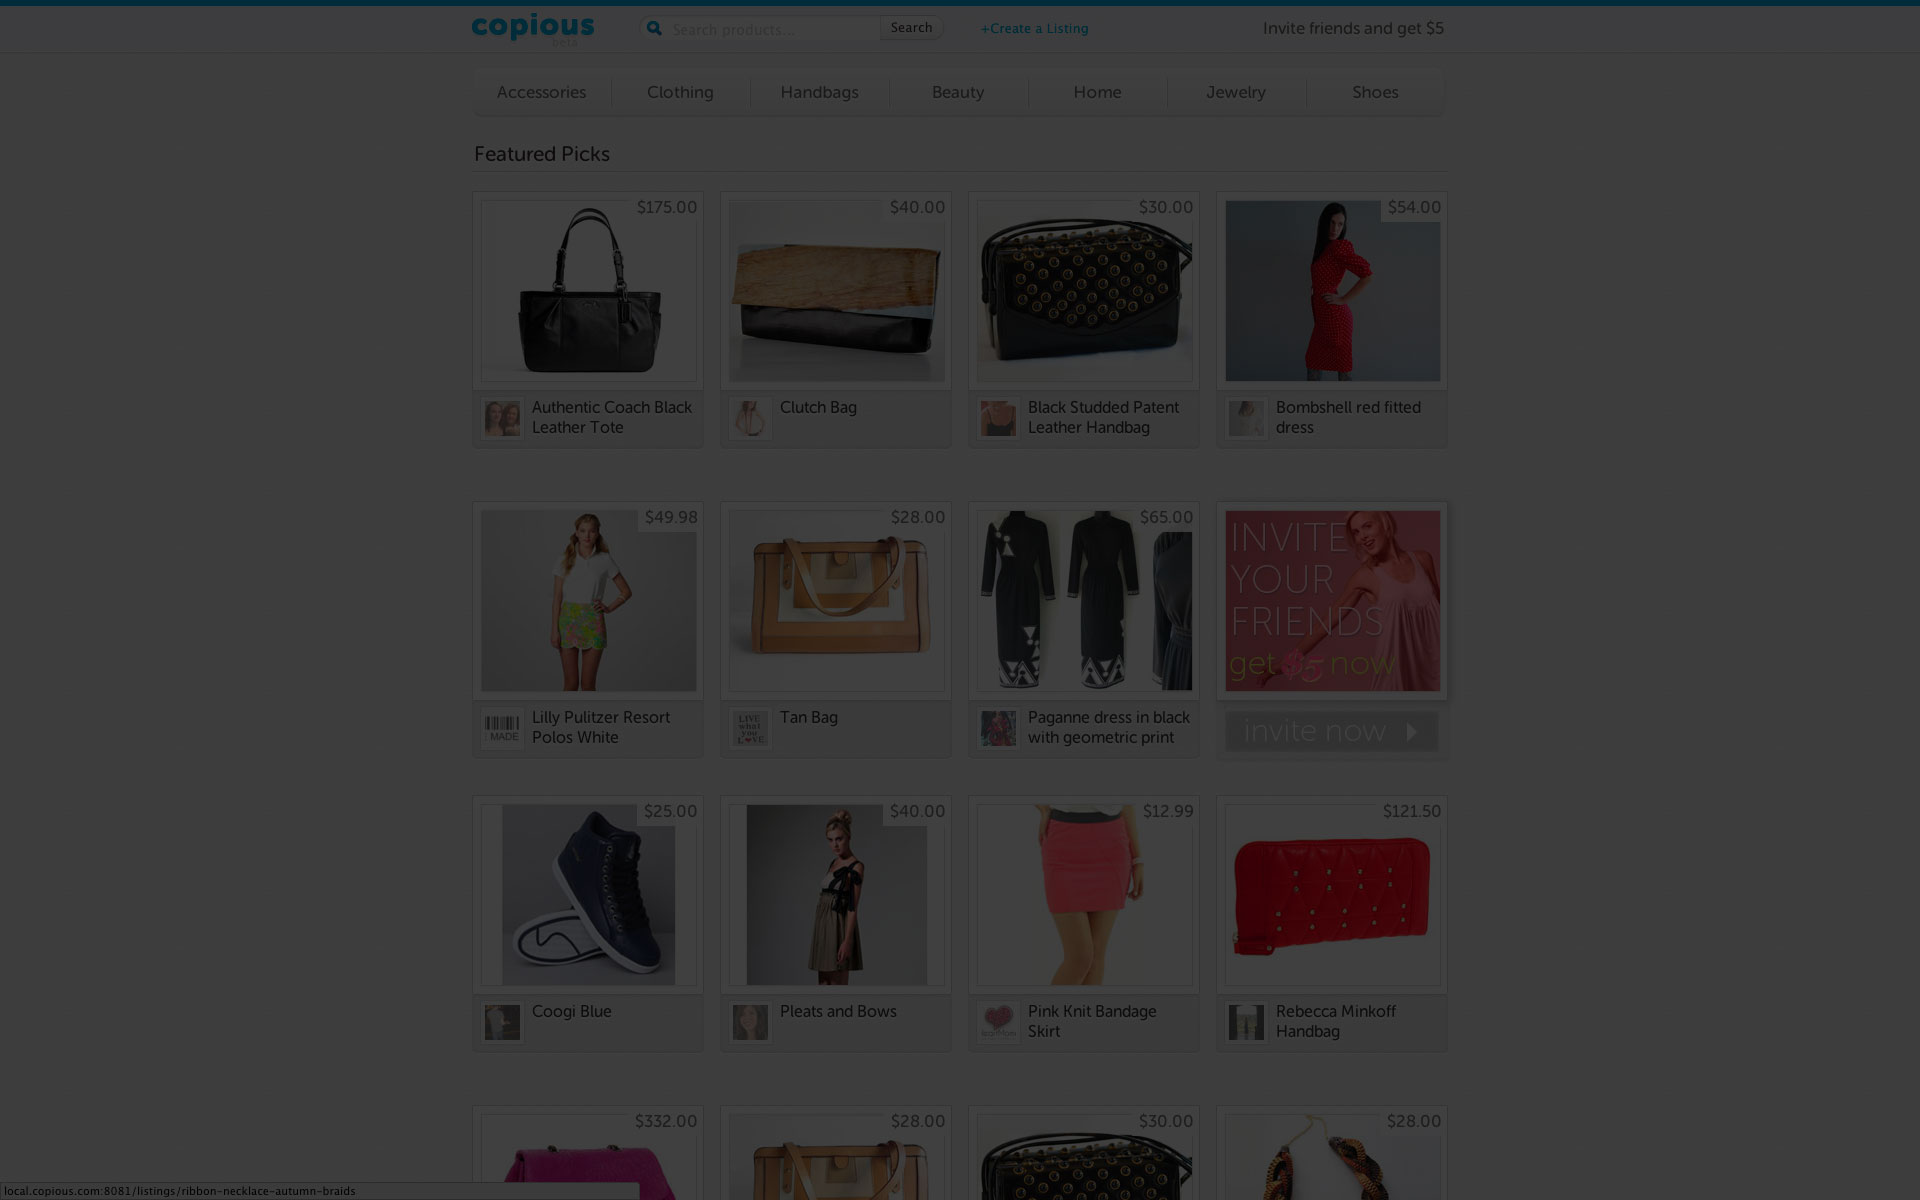 copious
beta
Search products...
Search
+Create a Listing
Invite friends and get $5
Accessories
Clothing
Handbags
Beauty
Home
Jewelry
Shoes
Featured Picks
$175.00
$40.00
$30.00
$54.00
Authentic Coach Black
Leather Tote
Clutch Bag
Black Studded Patent
Leather Handbag
Bombshell red fitted
dress
$49.98
$28.00
$65.00
INVITE
YOUR
FRIENDS
get $5 now
MADE
Lilly Pulitzer Resort
Polos White
LIVE
what
you
LOVE
Tan Bag
Paganne dress in black
with geometric print
invite now
$25.00
$40.00
$12.99
$121.50
Coogi Blue
Pleats and Bows
Pink Knit Bandage
Skirt
Rebecca Minkoff
Handbag
$332.00
$28.00
$30.00
$28.00
local.copious.com:8081/listings/ribbon-necklace-autumn-braids